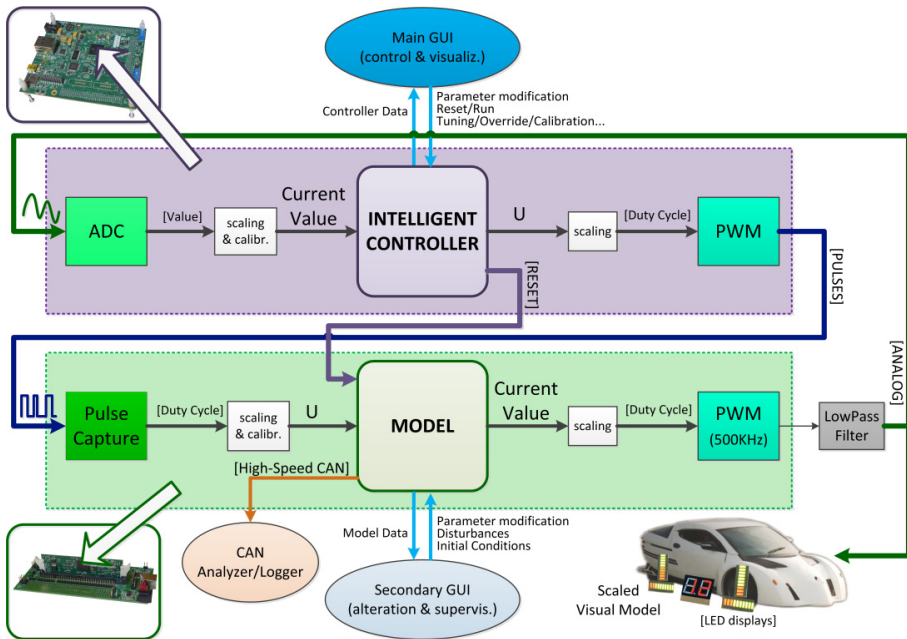 Main GUI
(control & visualiz.)
Controller Data
Parameter modification
Reset/Run
Tuning/Override/Calibration...
ADC
[Value]
scaling
& calibr.
Current
Value
INTELLIGENT
CONTROLLER
U
scaling
[Duty Cycle]
PWM
[PULSES]
[RESET]
[ANALOG]
Pulse
Capture
[Duty Cycle]
scaling
& calibr.
U
MODEL
Current
Value
scaling
[Duty Cycle]
PWM
(500KHz)
LowPass
Filter
[High-Speed CAN]
CAN
Analyzer/Logger
Model Data
Parameter modification
Disturbances
Initial Conditions
Secondary GUI
(alteration & supervis.)
Scaled
Visual Model
[LED displays]